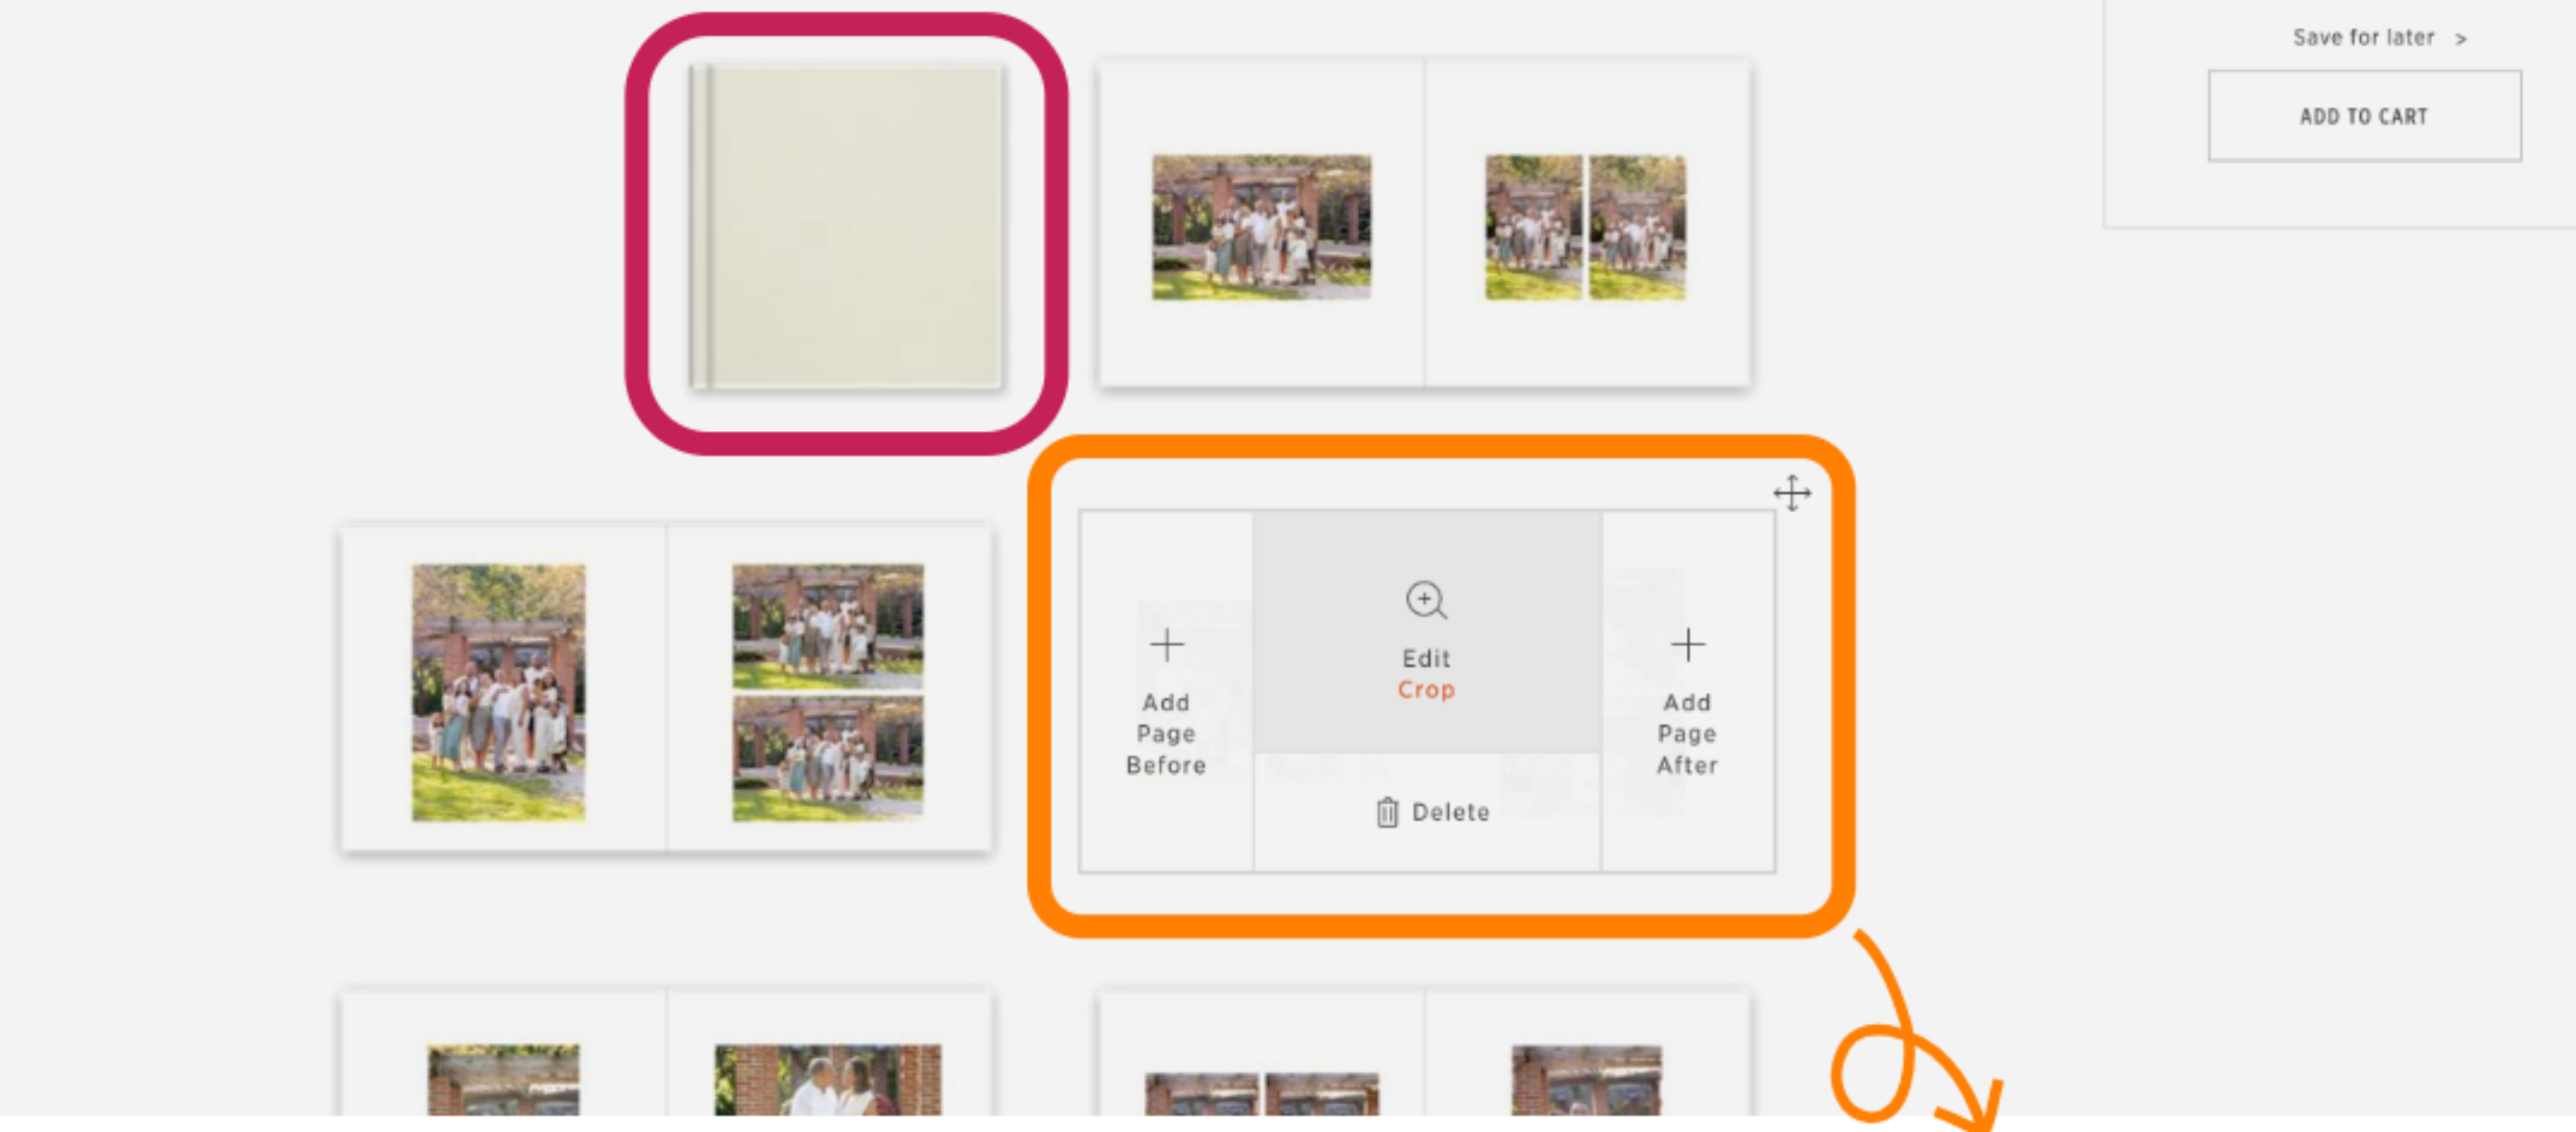 Save for later >
ADD TO CART
Edit
Crop
Add
Page
Before
Add
Page
After
Delete